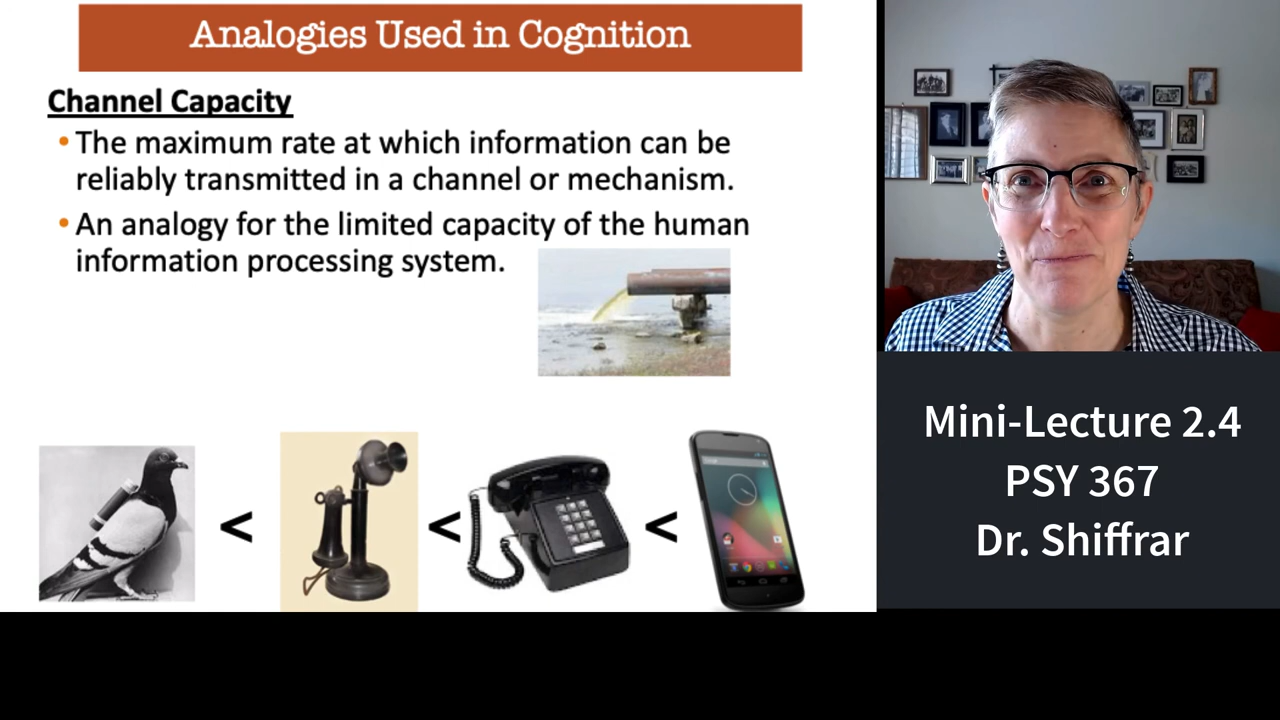 Analogies Used in Cognition
Channel Capacity
• The maximum rate at which information can be
reliably transmitted in a channel or mechanism.
• An analogy for the limited capacity of the human
information processing system.
< < <
Mini-Lecture 2.4
PSY 367
Dr. Shiffrar